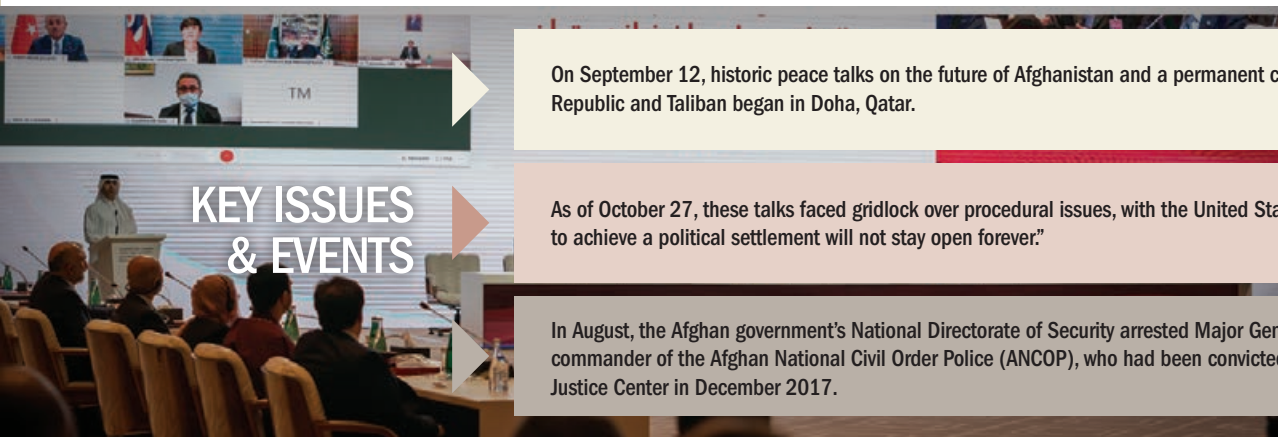 TM
KEY ISSUES
& EVENTS
On September 12, historic peace talks on the future of Afghanistan and a permanent c
Republic and Taliban began in Doha, Qatar.
As of October 27, these talks faced gridlock over procedural issues, with the United Sta
to achieve a political settlement will not stay open forever.”
In August, the Afghan government’s National Directorate of Security arrested Major Gen
commander of the Afghan National Civil Order Police (ANCOP), who had been convicted
Justice Center in December 2017.